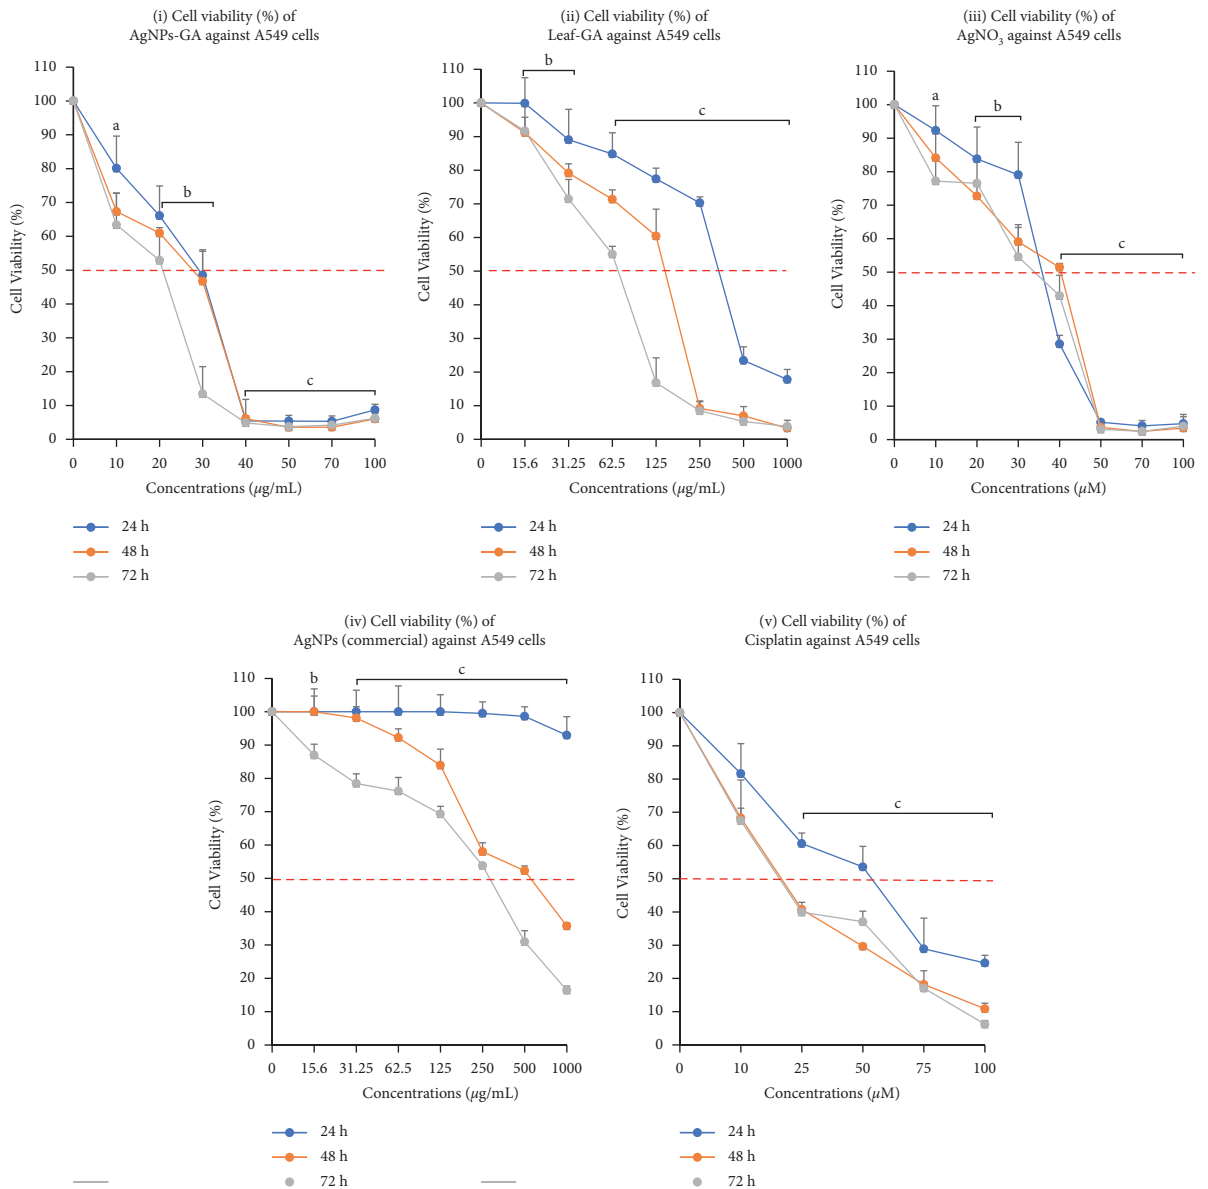 (i) Cell viability (%) of
AgNPs-GA against A549 cells
a
b
c
110
100
90
80
70
60
50
40
30
20
10
0
Cell Viability (%)
0 10 20 30 40 50 70 100
Concentrations (μg/mL)
24 h
48 h
72 h
(ii) Cell viability (%) of
Leaf-GA against A549 cells
b
c
110
100
90
80
70
60
50
40
30
20
10
0
Cell Viability (%)
0 15.6 31.25 62.5 125 250 500 1000
Concentrations (μg/mL)
24 h
48 h
72 h
(iii) Cell viability (%) of
AgNO₃ against A549 cells
a
b
c
110
100
90
80
70
60
50
40
30
20
10
0
Cell Viability (%)
0 10 20 30 40 50 70 100
Concentrations (μM)
24 h
48 h
72 h
(iv) Cell viability (%) of
AgNPs (commercial) against A549 cells
b
c
110
100
90
80
70
60
50
40
30
20
10
0
Cell Viability (%)
0 15.6 31.25 62.5 125 250 500 1000
Concentrations (μg/mL)
24 h
48 h
72 h
(v) Cell viability (%) of
Cisplatin against A549 cells
c
110
100
90
80
70
60
50
40
30
20
10
0
Cell Viability (%)
0 10 25 50 75 100
Concentrations (μM)
24 h
48 h
72 h